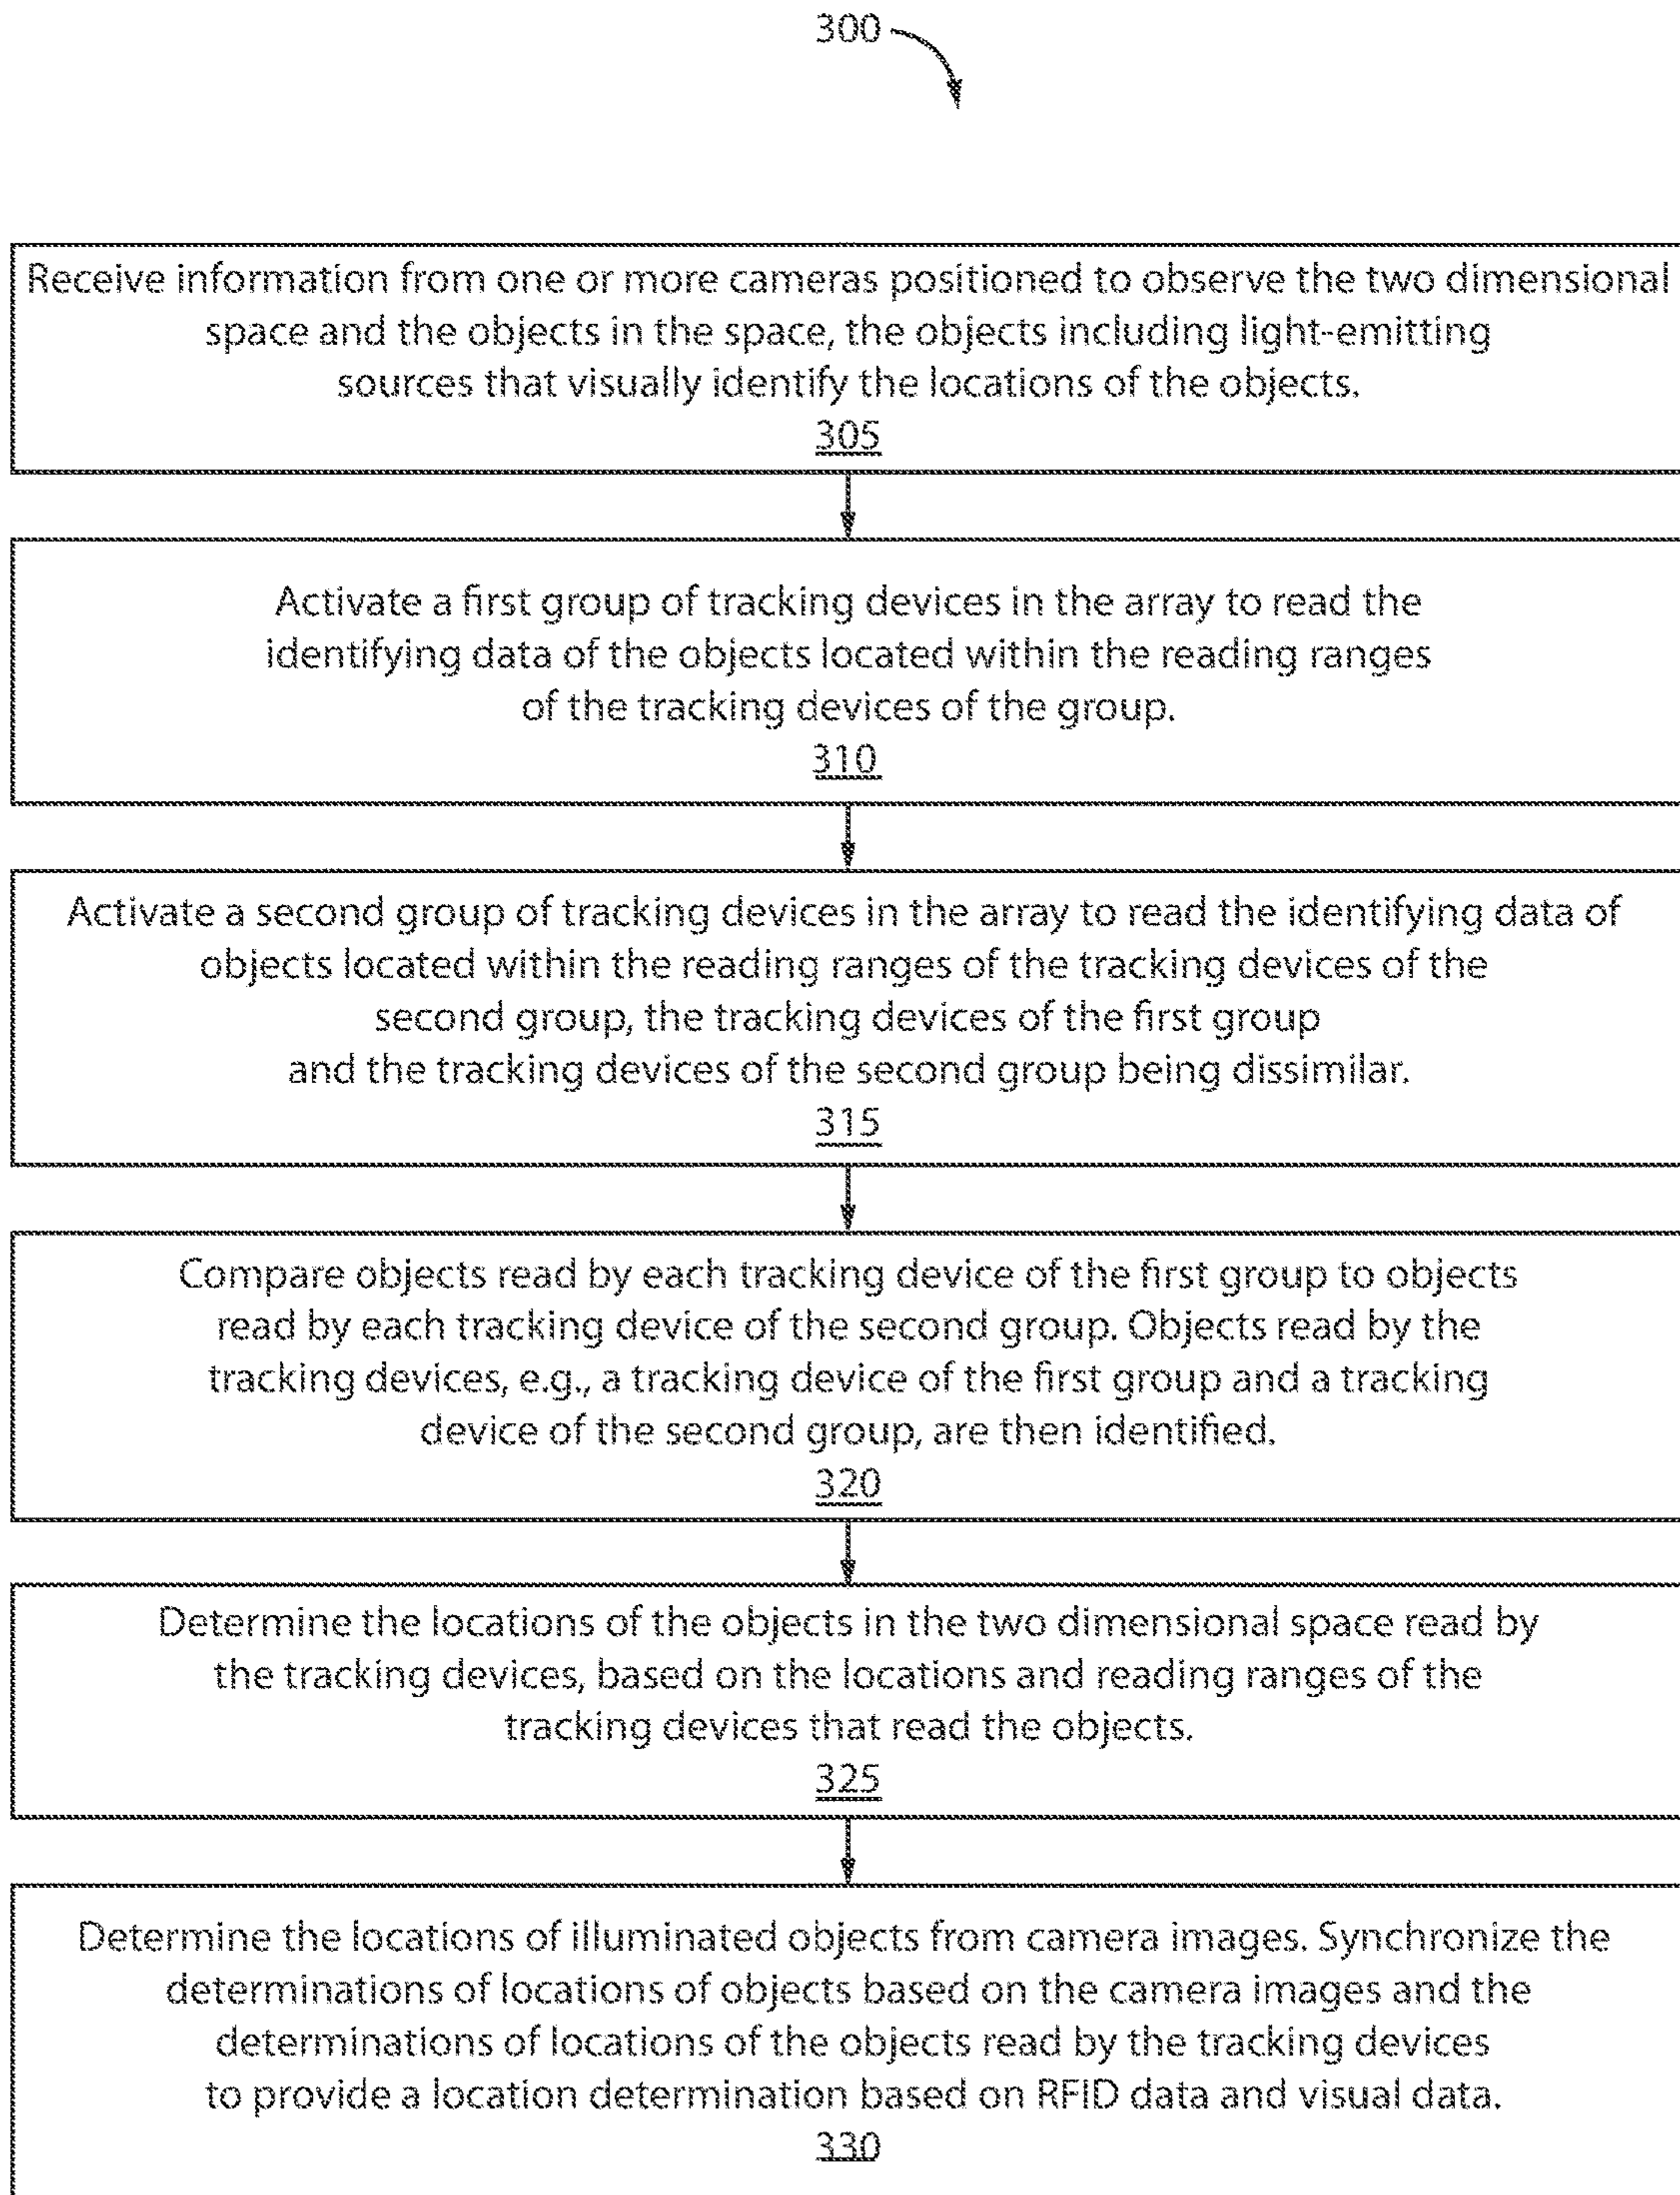 300
Receive information from one or more cameras positioned to observe the two dimensional
space and the objects in the space, the objects including light-emitting
sources that visually identify the locations of the objects.
305
Activate a first group of tracking devices in the array to read the
identifying data of the objects located within the reading ranges
of the tracking devices of the group.
310
Activate a second group of tracking devices in the array to read the identifying data of
objects located within the reading ranges of the tracking devices of the
second group, the tracking devices of the first group
and the tracking devices of the second group being dissimilar.
315
Compare objects read by each tracking device of the first group to objects
read by each tracking device of the second group. Objects read by the
tracking devices, e.g., a tracking device of the first group and a tracking
device of the second group, are then identified.
320
Determine the locations of the objects in the two dimensional space read by
the tracking devices, based on the locations and reading ranges of the
tracking devices that read the objects.
325
Determine the locations of illuminated objects from camera images. Synchronize the
determinations of locations of objects based on the camera images and the
determinations of locations of the objects read by the tracking devices
to provide a location determination based on RFID data and visual data.
330